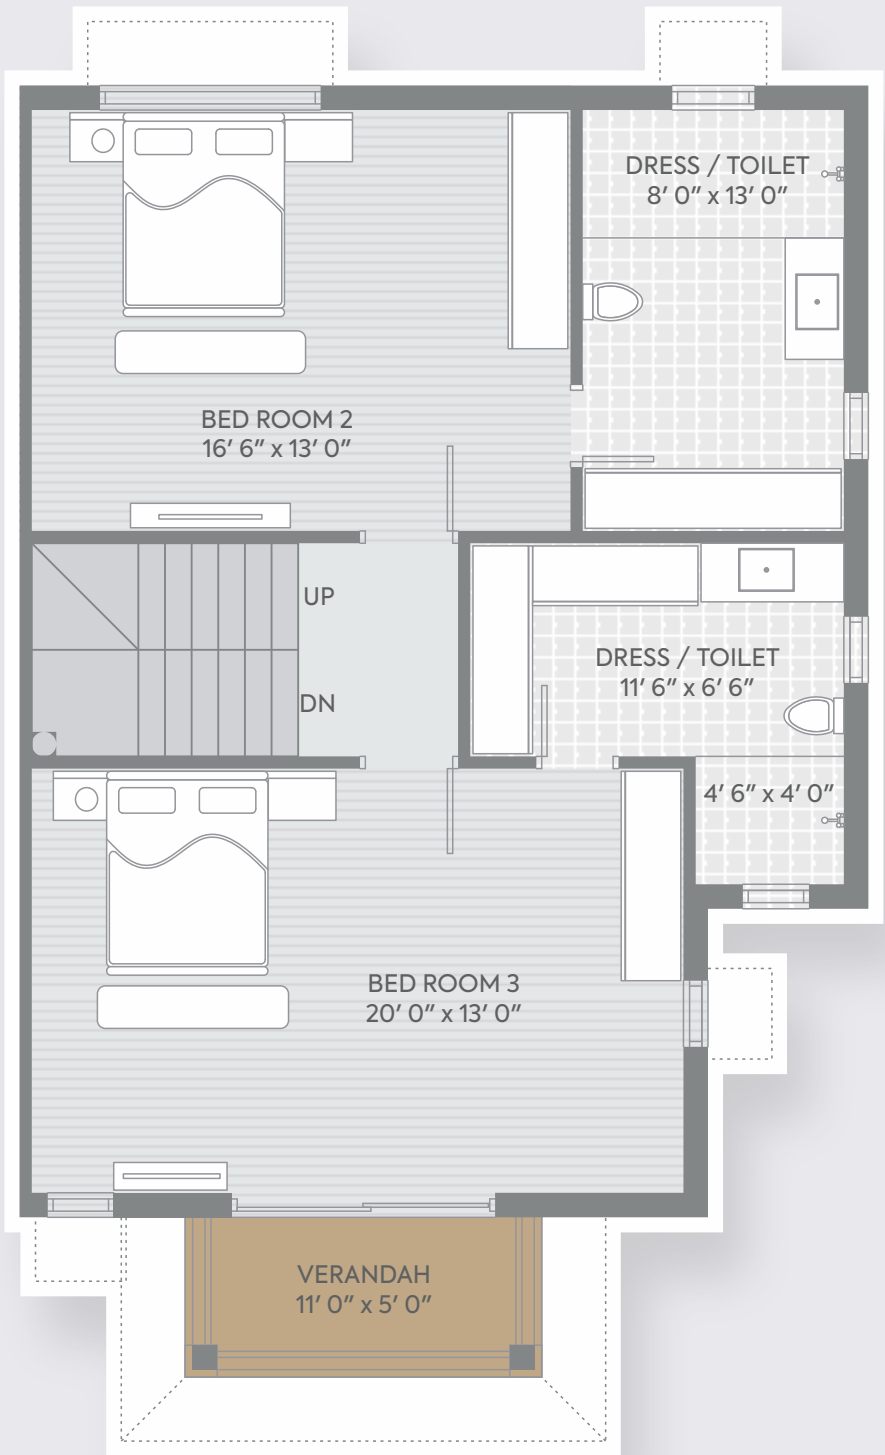 DRESS / TOILET
8’ 0” x 13’ 0”
BED ROOM 2
16’ 6” x 13’ 0”
UP
DN
DRESS / TOILET
11’ 6” x 6’ 6”
4’ 6” x 4’ 0”
BED ROOM 3
20’ 0” x 13’ 0”
VERANDAH
11’ 0” x 5’ 0”